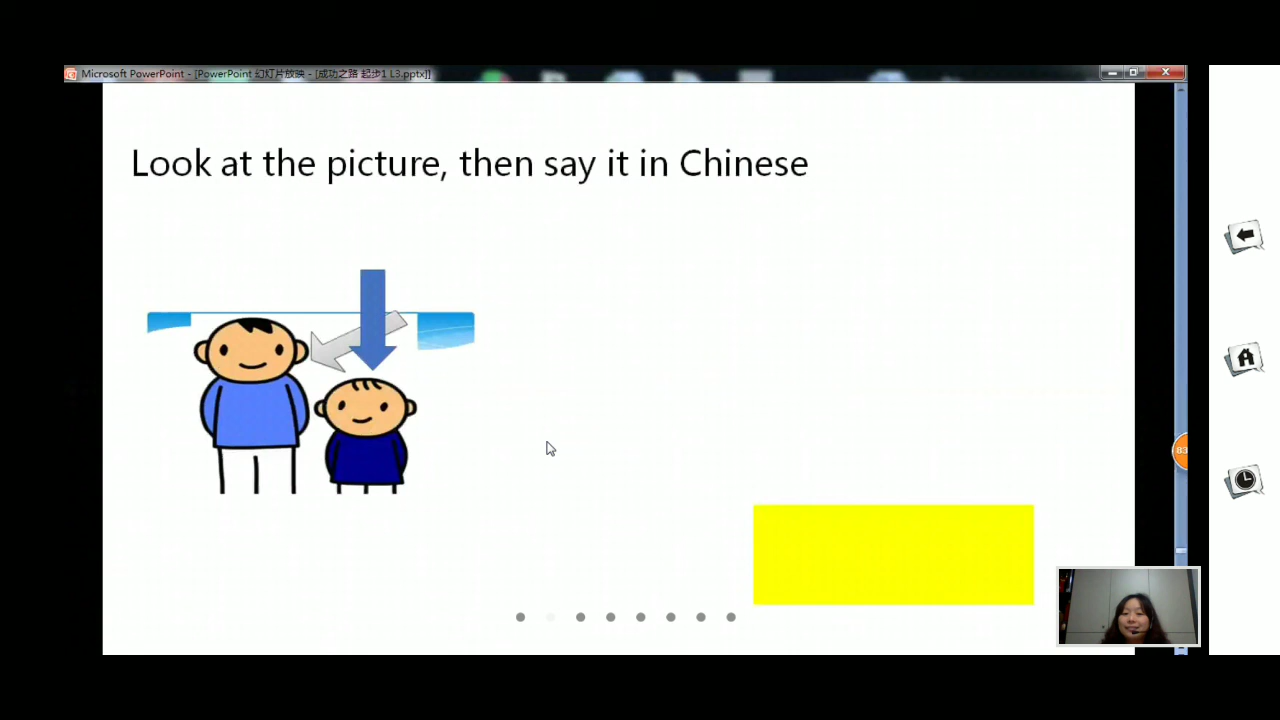 Microsoft PowerPoint - [PowerPoint 幻灯片放映 - [成功之路 起步1 L3.pptx]]
Look at the picture, then say it in Chinese
83